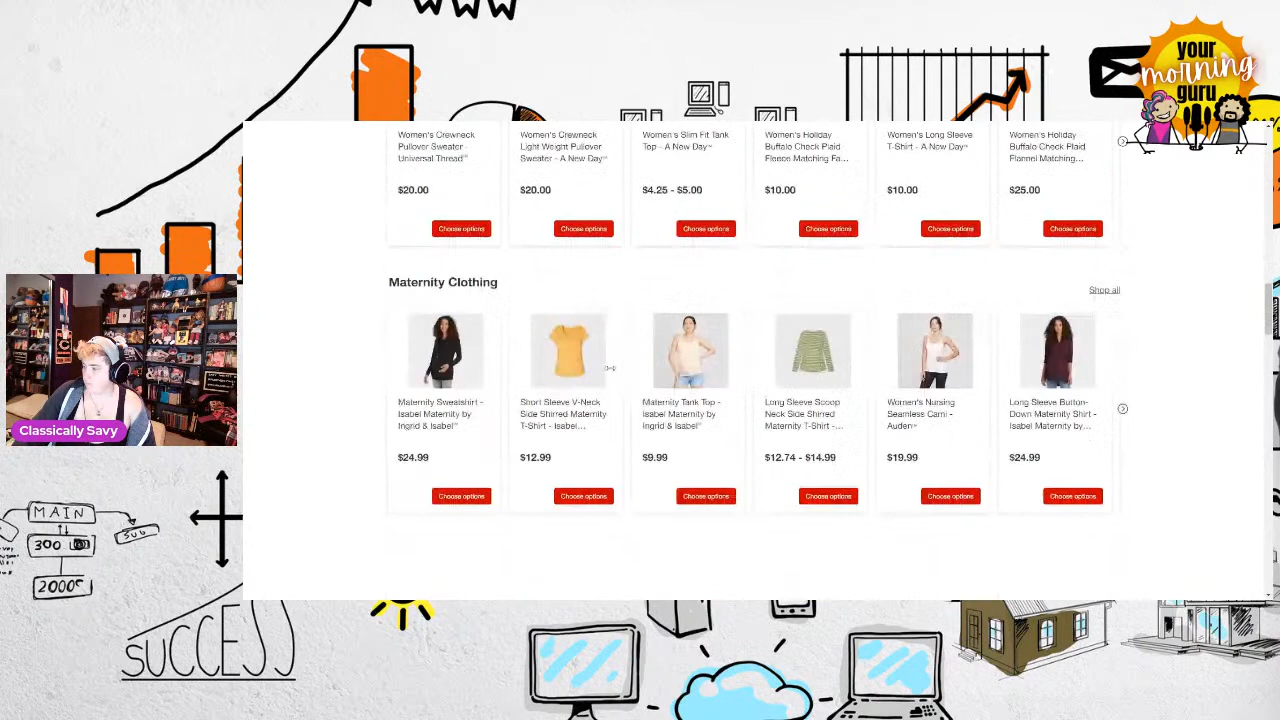 WWW
your
morning
guru
Women's Crewneck
Pullover Sweater -
Universal Thread™
$20.00
Choose options
Women's Crewneck
Light Weight Pullover
Sweater - A New Day™
$20.00
Choose options
Women's Slim Fit Tank
Top - A New Day™
$4.25 - $5.00
Choose options
Women's Holiday
Buffalo Check Plaid
Fleece Matching Fa...
$10.00
Choose options
Women's Long Sleeve
T-Shirt - A New Day™
$10.00
Choose options
Women's Holiday
Buffalo Check Plaid
Flannel Matching...
$25.00
Choose options
Maternity Clothing
Shop all
Maternity Sweatshirt -
Isabel Maternity by
Ingrid & Isabel™
$24.99
Choose options
Short Sleeve V-Neck
Side Shirred Maternity
T-Shirt - Isabel...
$12.99
Choose options
Maternity Tank Top -
Isabel Maternity by
Ingrid & Isabel™
$9.99
Choose options
Long Sleeve Scoop
Neck Side Shirred
Maternity T-Shirt -...
$12.74 - $14.99
Choose options
Women's Nursing
Seamless Cami -
Auden™
$19.99
Choose options
Long Sleeve Button-
Down Maternity Shirt -
Isabel Maternity by...
$24.99
Choose options
Classically Savy
MAIN
SUB
300
2000
SUCCESS